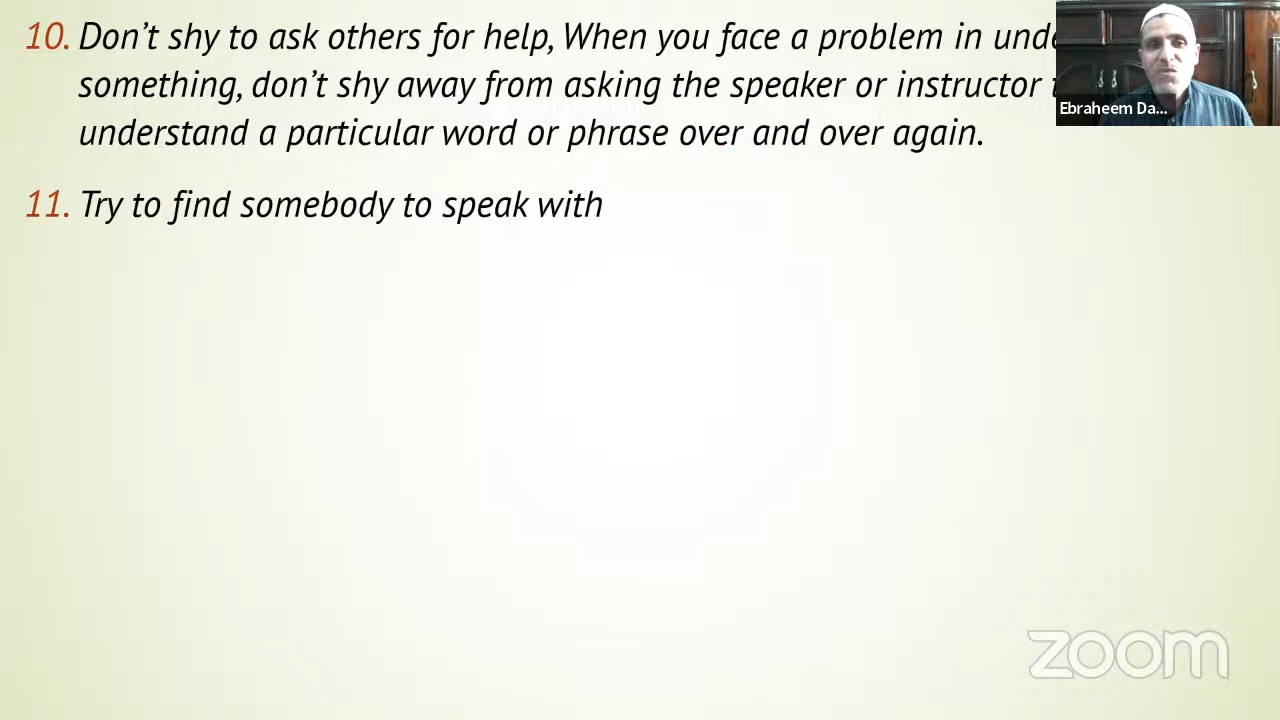 10. Don't shy to ask others for help, When you face a problem in
something, don't shy away from asking the speaker or instructor
understand a particular word or phrase over and over again.
11. Try to find somebody to speak with
Ebraheem Da...
zoom